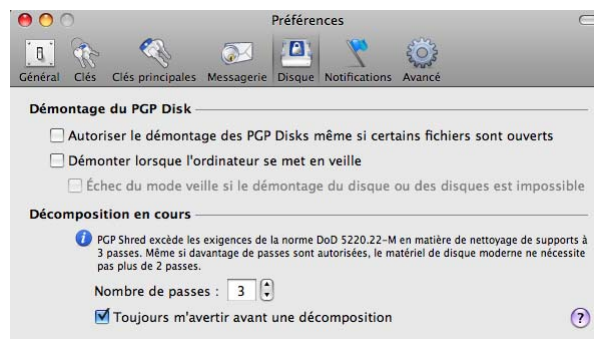 Préférences
Général Clés Clés principales Messagerie Disque Notifications Avancé
Démontage du PGP Disk
Autoriser le démontage des PGP Disks même si certains fichiers sont ouverts
Démonter lorsque l'ordinateur se met en veille
Échec du mode veille si le démontage du disque ou des disques est impossible
Décomposition en cours
PGP Shred excède les exigences de la norme DoD 5220.22-M en matière de nettoyage de supports à
3 passes. Même si davantage de passes sont autorisées, le matériel de disque moderne ne nécessite
pas plus de 2 passes.
Nombre de passes : 3
Toujours m'avertir avant une décomposition
?